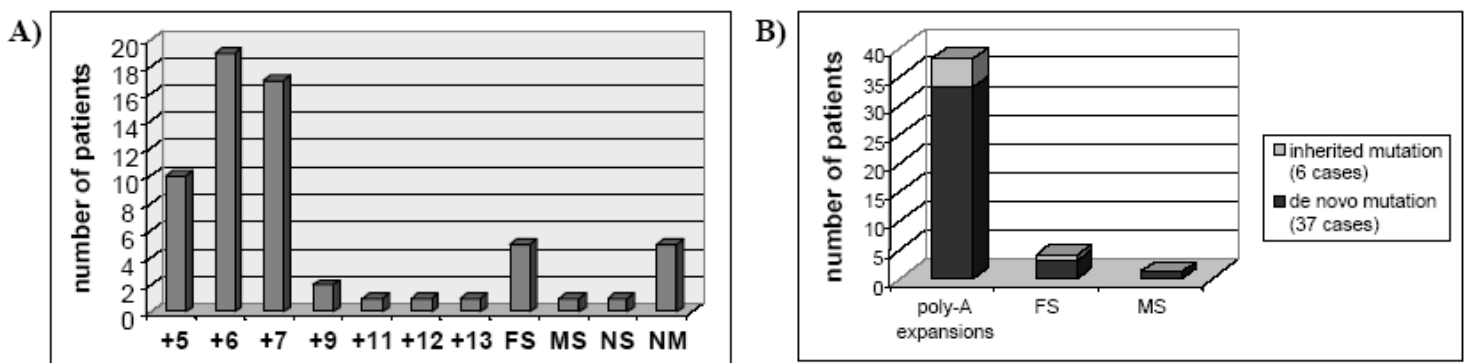 A)
number of patients
20
18
16
14
12
10
8
6
4
2
0
+5 +6 +7 +9 +11 +12 +13 FS MS NS NM
B)
number of patients
40
35
30
25
20
15
10
5
0
poly-A
expansions
FS
MS
inherited mutation
(6 cases)
de novo mutation
(37 cases)